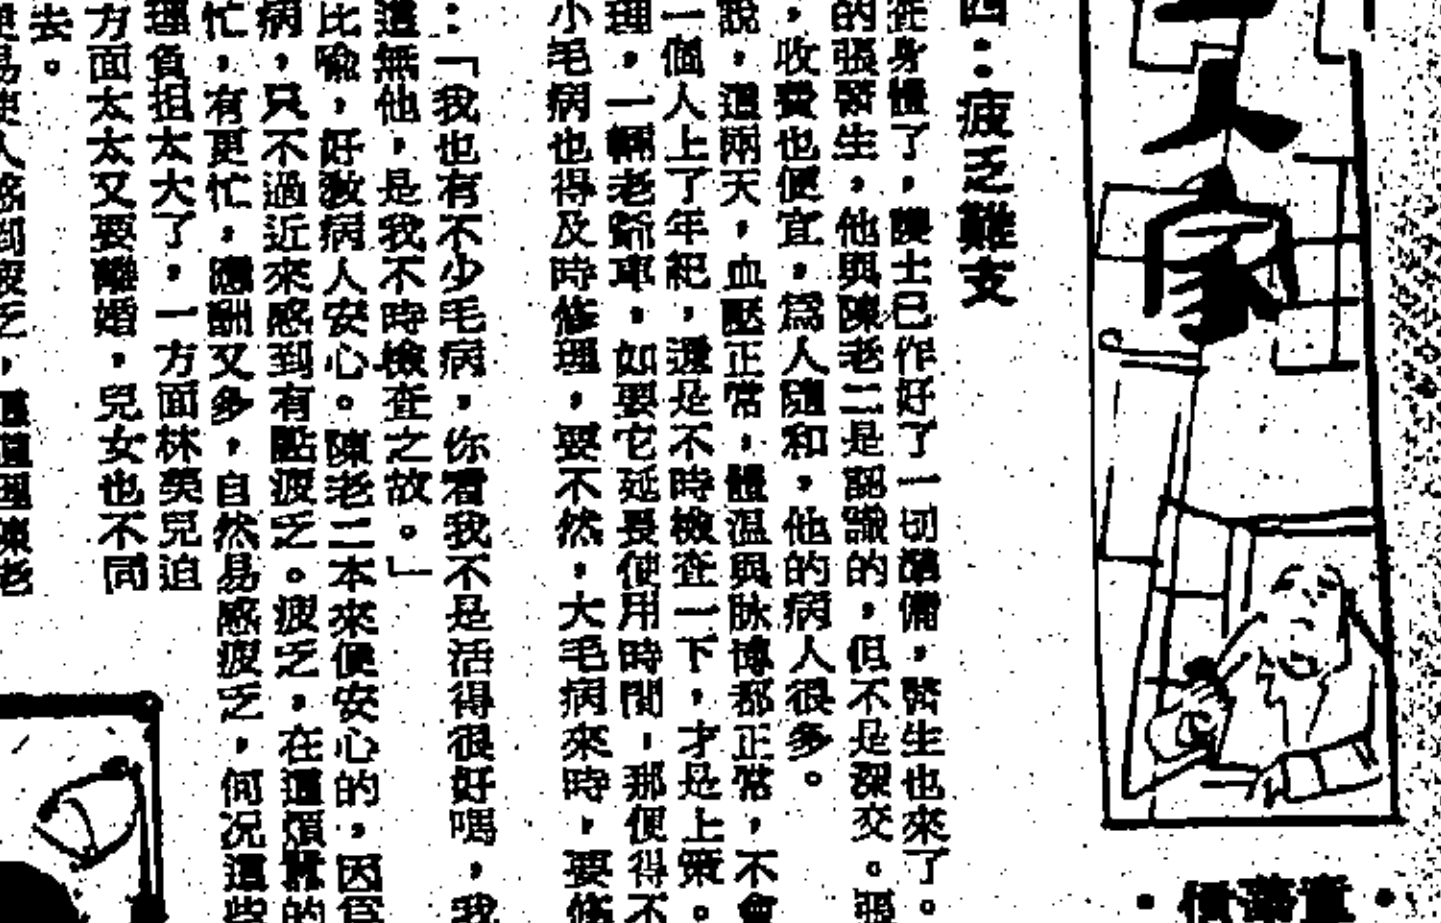 人家
四：疲乏難支
在身體了，護士已作好了一切準備，醫生也來了。
的張醫生，他與陳老二是認識的，但不是深交。張
，收費也便宜，爲人隨和，他的病人很多。
說，這兩天，血壓正常，體溫與脉博都正常，不會
一個人上了年紀，還是不時檢查一下，才是上策。
理，一輛老爺車，如要它延長使用時間，那便得不
小毛病也得及時修理，要不然，大毛病來時，要修
：「我也有不少毛病，你看我不是活得很好嗎，我
這無他，是我不時檢查之故。」
比喻，好教病人安心。陳老二本來便安心的，因爲
病，只不過近來感到有點疲乏。疲乏，在這煩囂的
忙，有更忙，應酬又多，自然易感疲乏，何況這些
理負担太大了，一方面林美兒迫
方面太太又要離婚，兒女也不同
去。
更易使人感到疲乏，這道理陳老